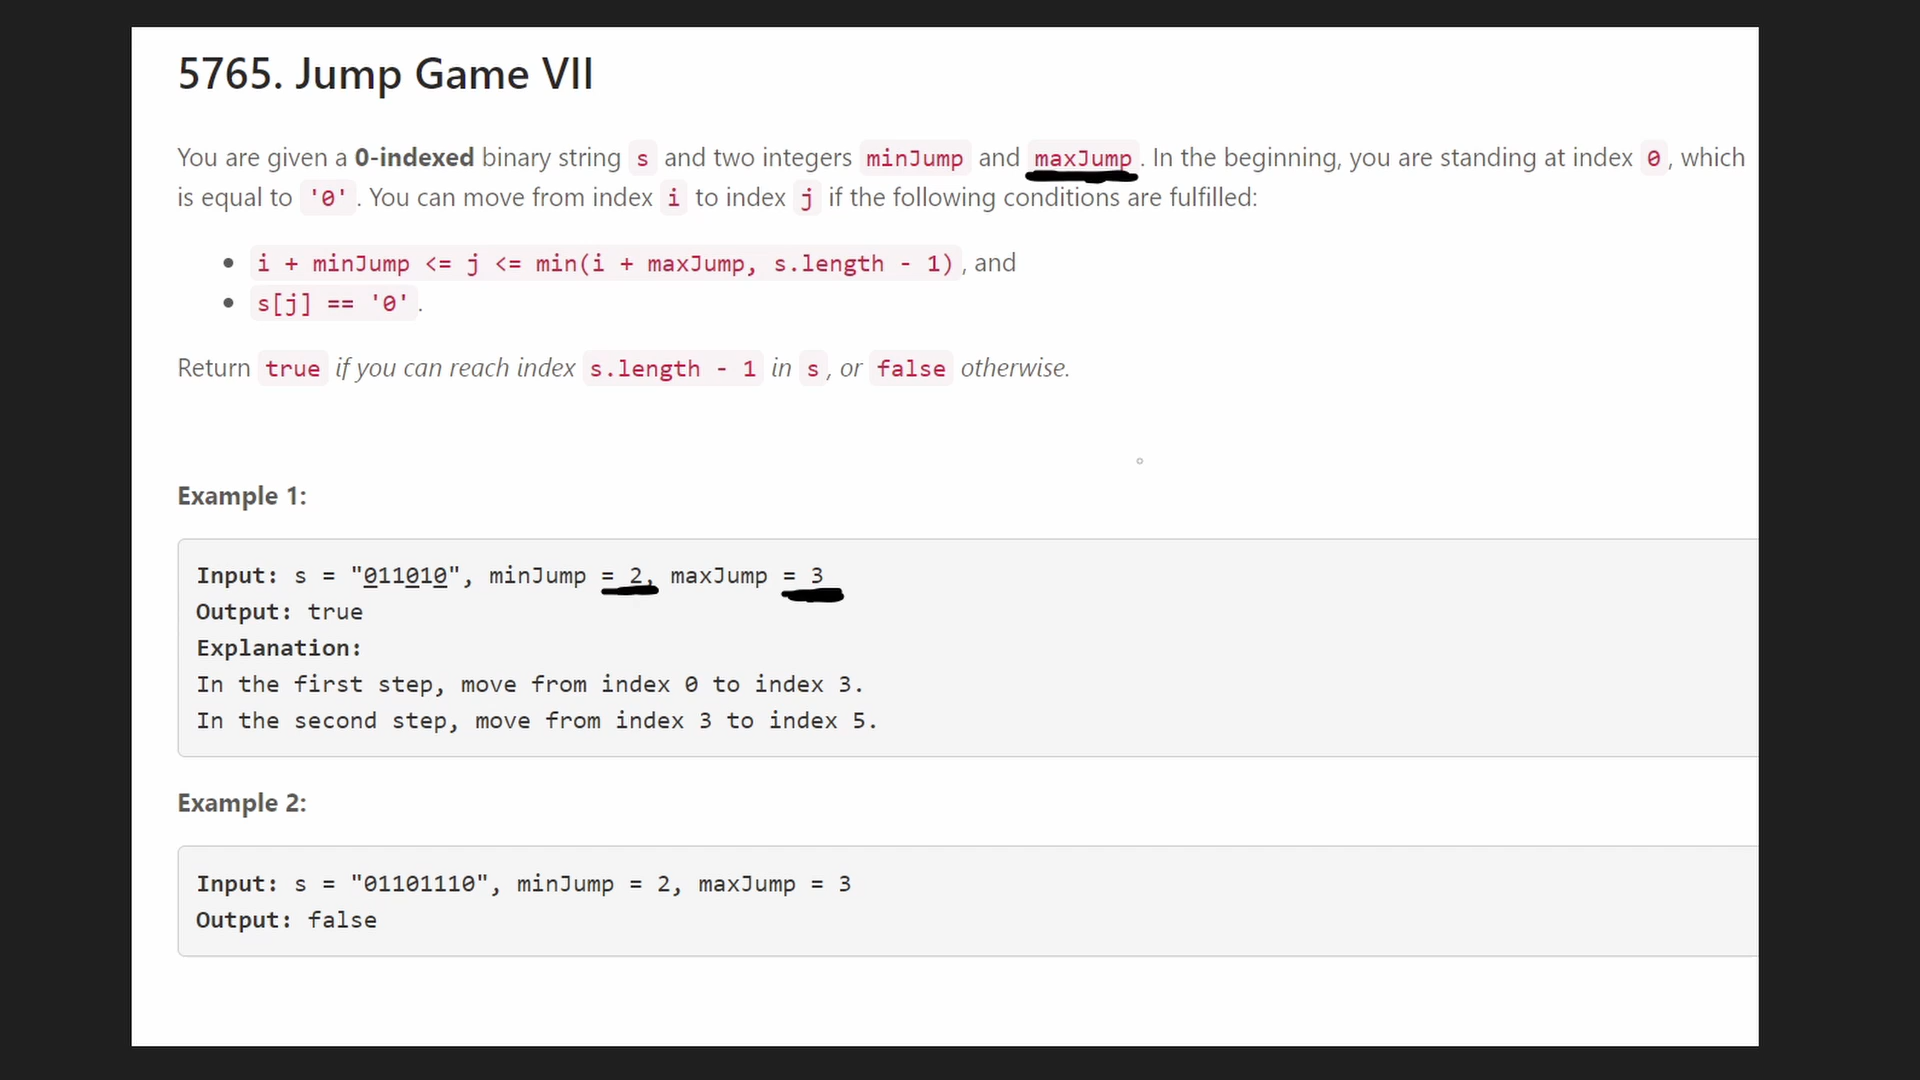 5765. Jump Game VII
You are given a 0-indexed binary string s and two integers minJump and maxJump. In the beginning, you are standing at index 0, which
is equal to '0'. You can move from index i to index j if the following conditions are fulfilled:
• i + minJump <= j <= min(i + maxJump, s.length - 1), and
• s[j] == '0'.
Return true if you can reach index s.length - 1 in s, or false otherwise.
Example 1:
Input: s = "011010", minJump = 2, maxJump = 3
Output: true
Explanation:
In the first step, move from index 0 to index 3.
In the second step, move from index 3 to index 5.
Example 2:
Input: s = "01101110", minJump = 2, maxJump = 3
Output: false